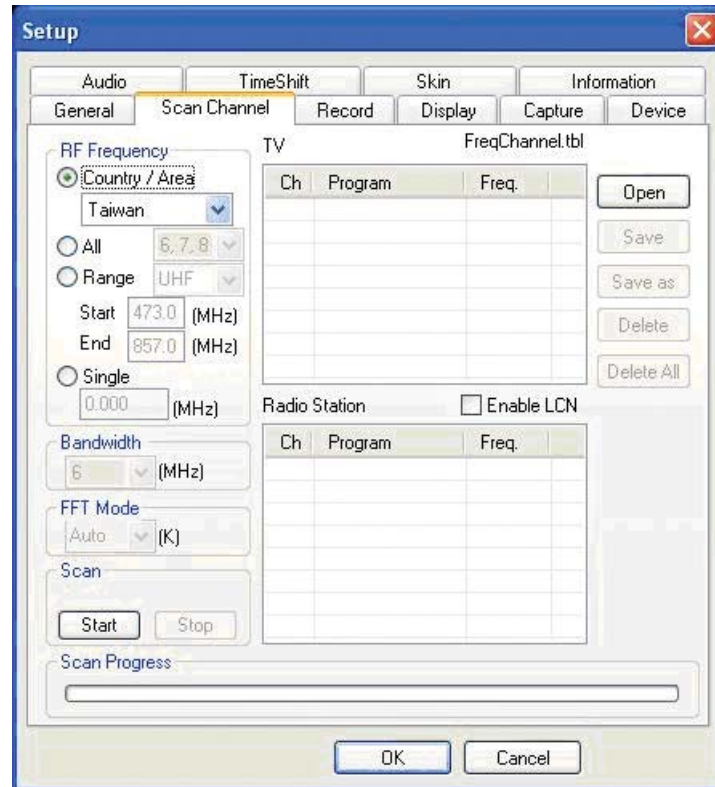 Setup
Audio TimeShift Skin Information
General Scan Channel Record Display Capture Device
RF Frequency
Country / Area
Taiwan
All 6, 7, 8
Range UHF
Start 473.0 (MHz)
End 857.0 (MHz)
Single
0.000 (MHz)
Bandwidth
6 (MHz)
FFT Mode
Auto (K)
Scan
Start Stop
TV FreqChannel.tbl
Ch Program Freq.
Open
Save
Save as
Delete
Delete All
Radio Station Enable LCN
Ch Program Freq.
Scan Progress
OK Cancel